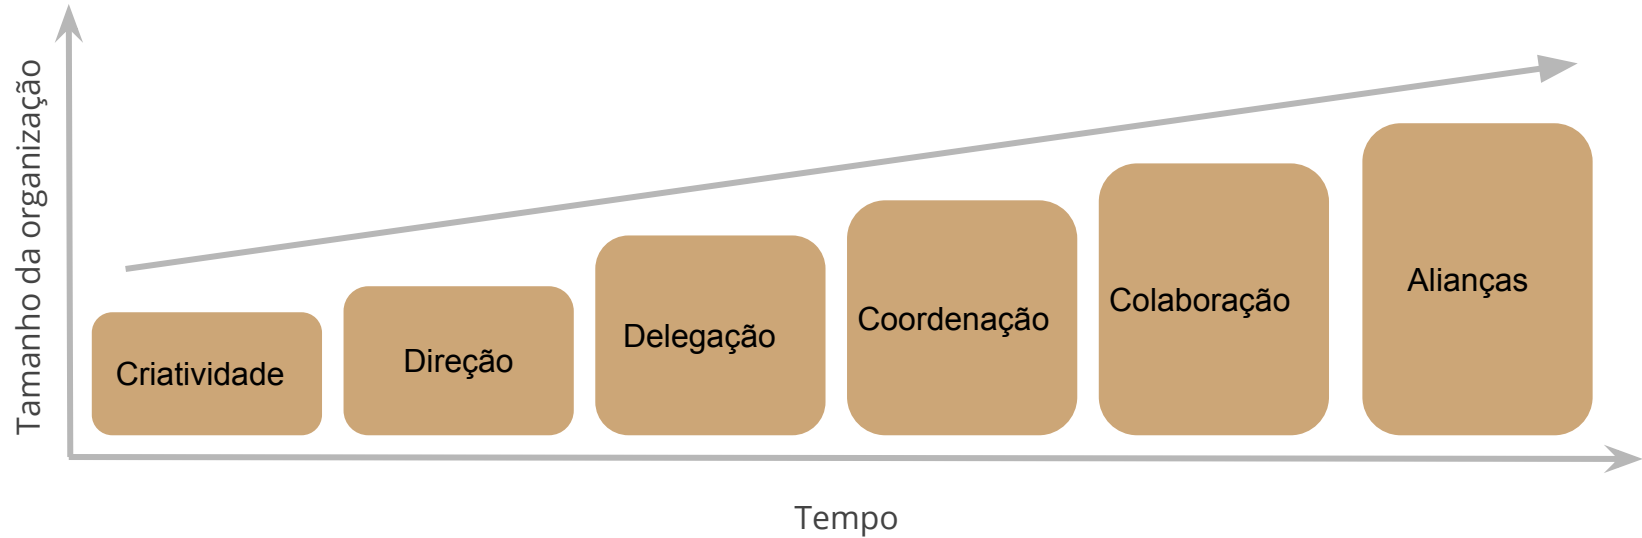 Tamanho da organização
Criatividade
Direção
Delegação
Coordenação
Colaboração
Alianças
Tempo